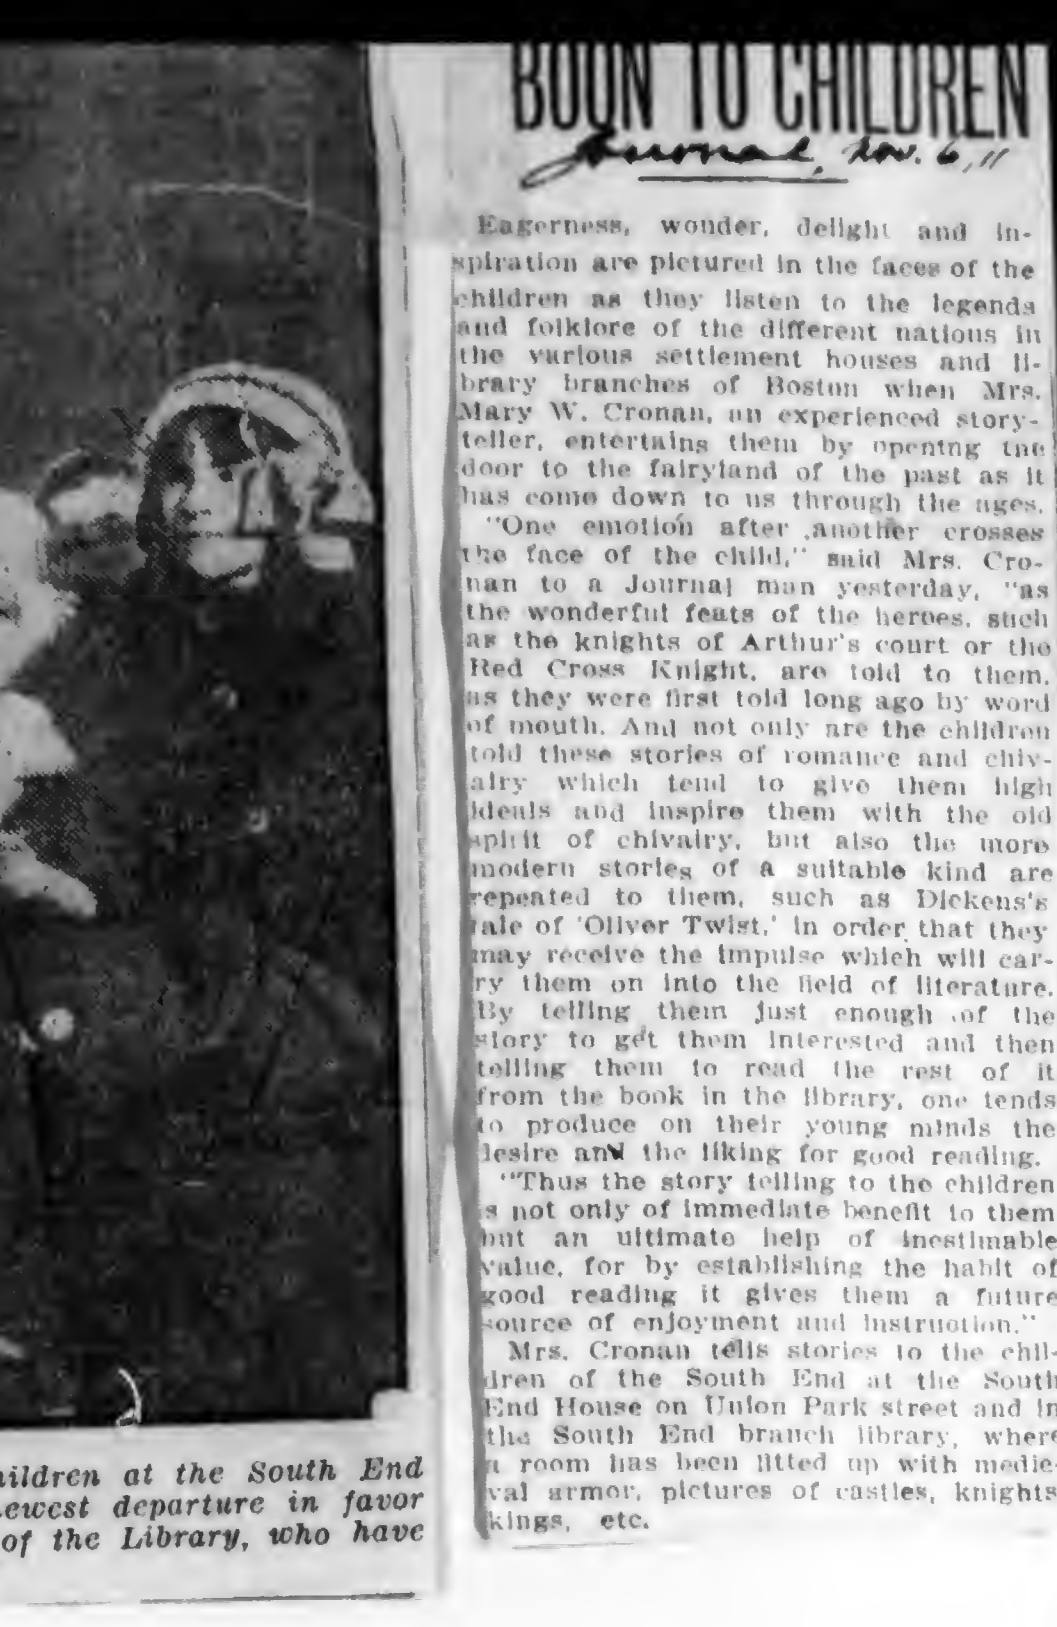 BOON TO CHILDREN
Journal, Nov. 6, 11
Eagerness, wonder, delight and in-
spiration are pictured in the faces of the
children as they listen to the legends
and folklore of the different nations in
the various settlement houses and li-
brary branches of Boston when Mrs.
Mary W. Cronan, an experienced story-
teller, entertains them by opening the
door to the fairyland of the past as it
has come down to us through the ages.
"One emotion after another crosses
the face of the child," said Mrs. Cro-
nan to a Journal man yesterday, "as
the wonderful feats of the heroes, such
as the knights of Arthur's court or the
Red Cross Knight, are told to them,
as they were first told long ago by word
of mouth. And not only are the children
told these stories of romance and chiv-
alry which tend to give them high
ideals and inspire them with the old
spirit of chivalry, but also the more
modern stories of a suitable kind are
repeated to them, such as Dickens's
tale of 'Oliver Twist,' in order that they
may receive the impulse which will car-
ry them on into the field of literature.
By telling them just enough of the
story to get them interested and then
telling them to read the rest of it
from the book in the library, one tends
to produce on their young minds the
desire and the liking for good reading.
"Thus the story telling to the children
is not only of immediate benefit to them
but an ultimate help of inestimable
value, for by establishing the habit of
good reading it gives them a future
source of enjoyment and instruction."
Mrs. Cronan tells stories to the chil-
dren of the South End at the South
End House on Union Park street and in
the South End branch library, where
a room has been fitted up with medie-
val armor, pictures of castles, knights
kings, etc.
ildren at the South End
ewest departure in favor
of the Library, who have